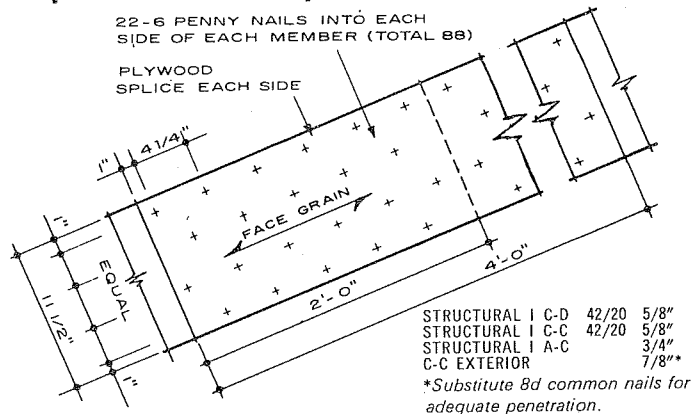 22-6 PENNY NAILS INTO EACH
SIDE OF EACH MEMBER (TOTAL 88)
PLYWOOD
SPLICE EACH SIDE
1"
4 1/4"
FACE GRAIN
1"
EQUAL
11 1/2"
1"
2'-0"
4'-0"
STRUCTURAL I C-D 42/20 5/8"
STRUCTURAL I C-C 42/20 5/8"
STRUCTURAL I A-C 3/4"
C-C EXTERIOR 7/8"*
*Substitute 8d common nails for
adequate penetration.